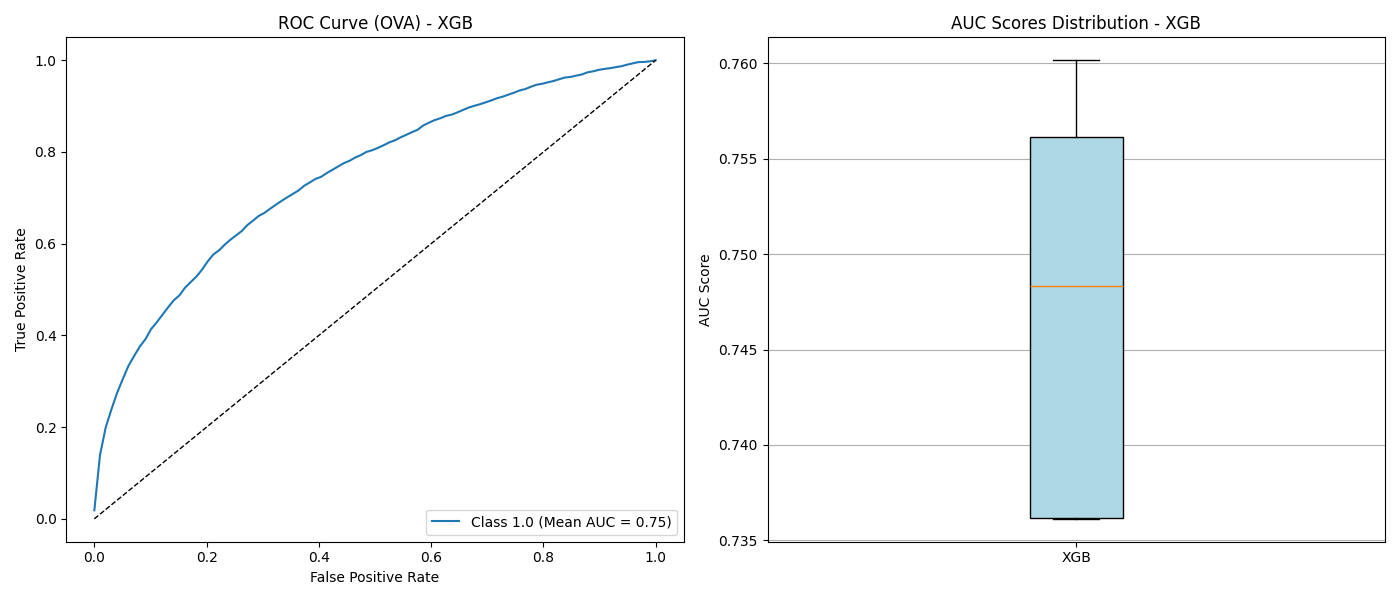 ROC Curve (OVA) - XGB
True Positive Rate
1.0
0.8
0.6
0.4
0.2
0.0
0.0 0.2 0.4 0.6 0.8 1.0
False Positive Rate
Class 1.0 (Mean AUC = 0.75)
AUC Scores Distribution - XGB
AUC Score
0.760
0.755
0.750
0.745
0.740
0.735
XGB